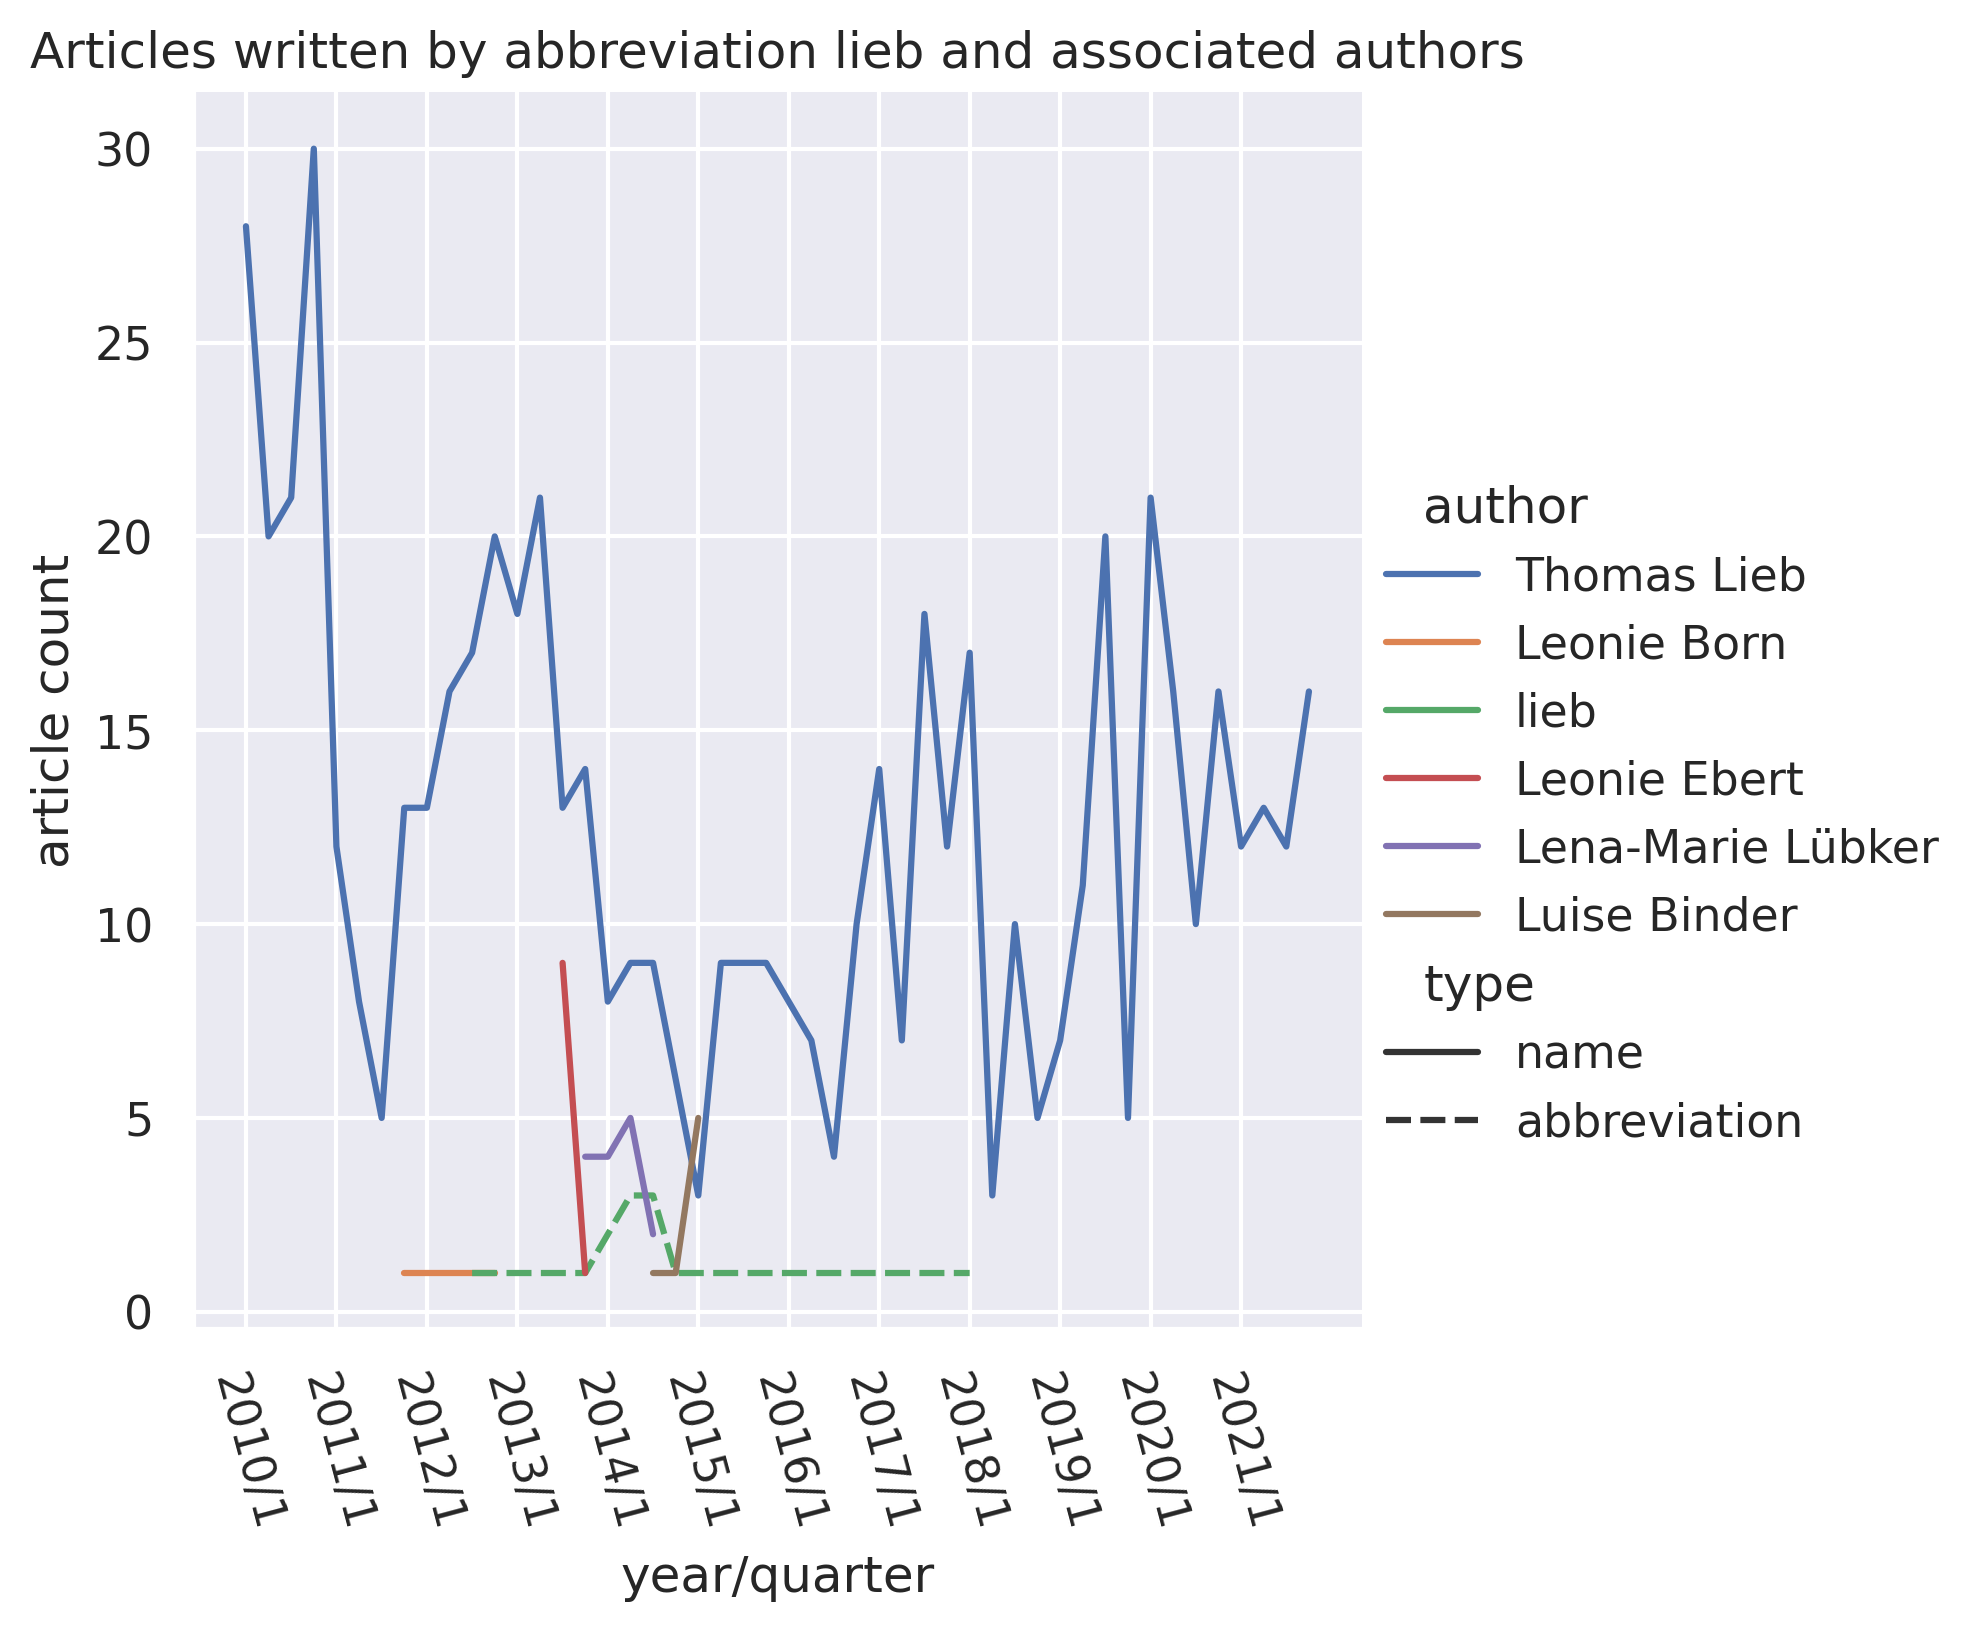 Articles written by abbreviation lieb and associated authors
30
25
20
15
10
5
0
article count
2010/1
2011/1
2012/1
2013/1
2014/1
2015/1
2016/1
2017/1
2018/1
2019/1
2020/1
2021/1
year/quarter
author
Thomas Lieb
Leonie Born
lieb
Leonie Ebert
Lena-Marie Lübker
Luise Binder
type
name
abbreviation